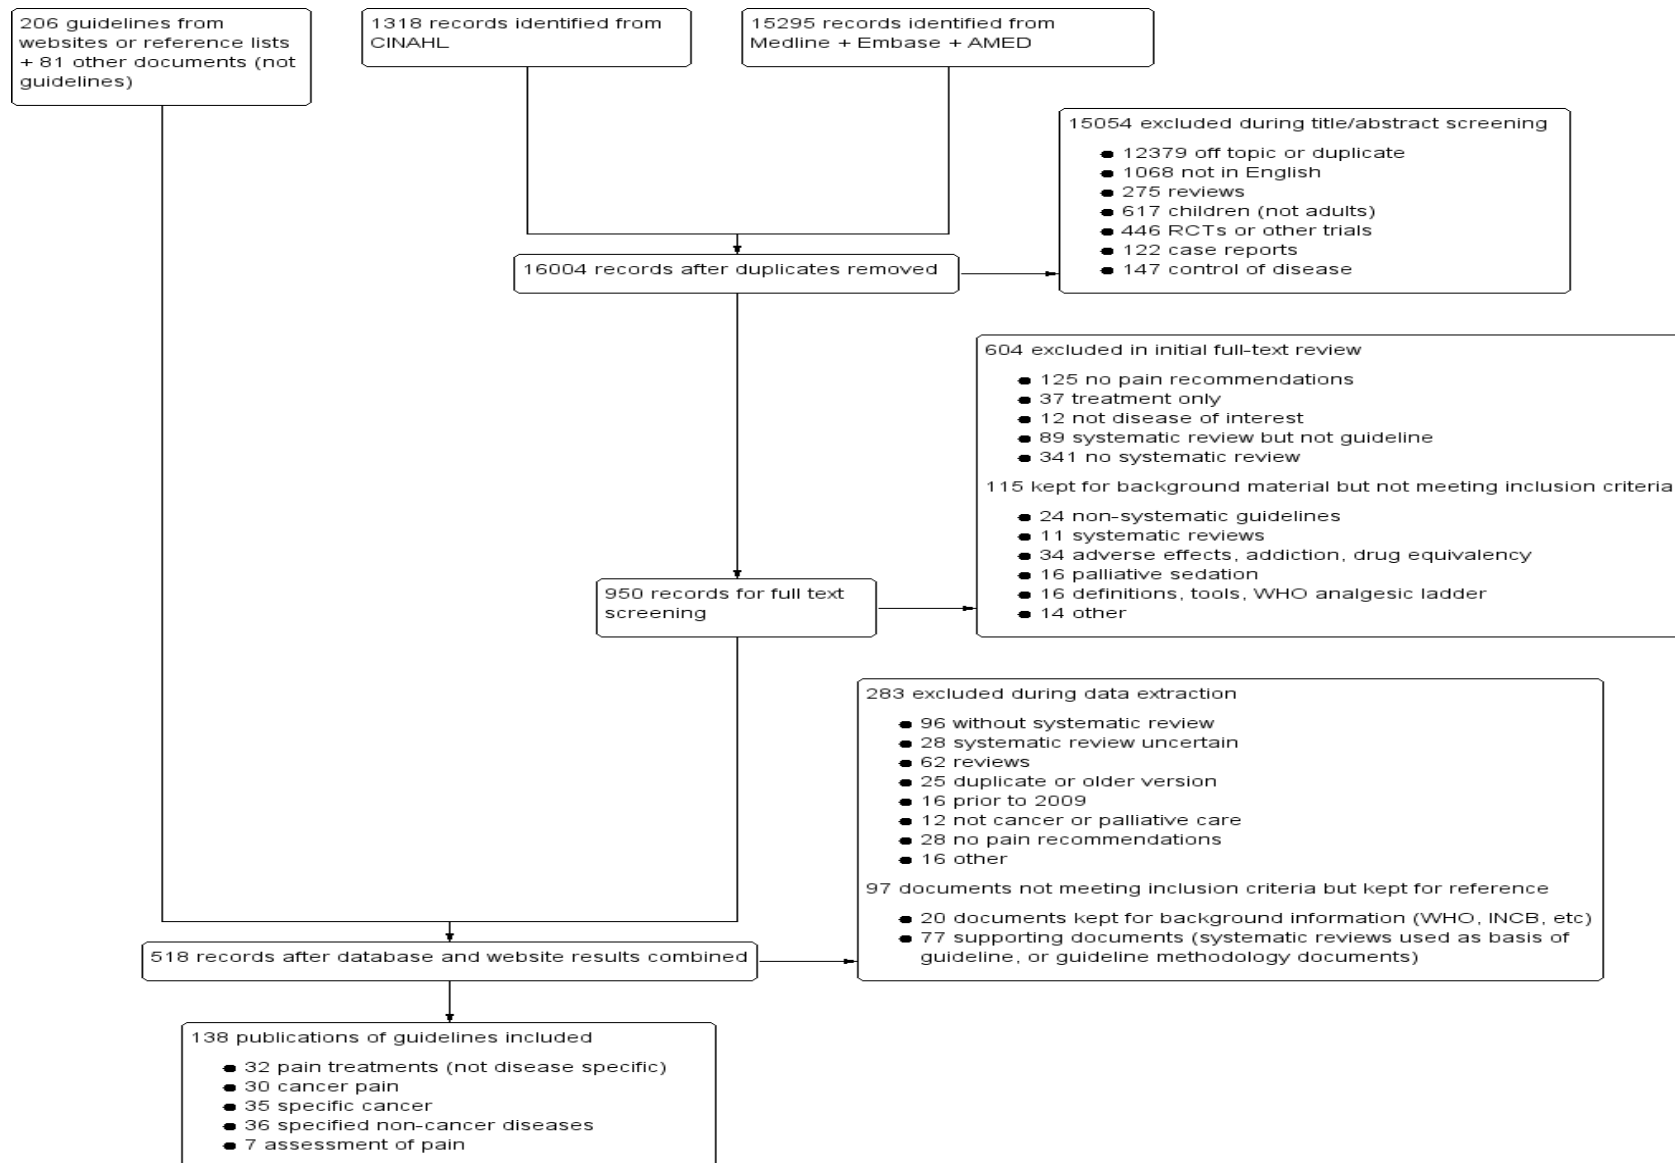 206 guidelines from
websites or reference lists
+ 81 other documents (not
guidelines)
1318 records identified from
CINAHL
15295 records identified from
Medline + Embase + AMED
15054 excluded during title/abstract screening
12379 off topic or duplicate
1068 not in English
275 reviews
617 children (not adults)
446 RCTs or other trials
122 case reports
147 control of disease
16004 records after duplicates removed
604 excluded in initial full-text review
125 no pain recommendations
37 treatment only
12 not disease of interest
89 systematic review but not guideline
341 no systematic review
115 kept for background material but not meeting inclusion criteria
24 non-systematic guidelines
11 systematic reviews
34 adverse effects, addiction, drug equivalency
16 palliative sedation
16 definitions, tools, WHO analgesic ladder
14 other
950 records for full text
screening
283 excluded during data extraction
96 without systematic review
28 systematic review uncertain
62 reviews
25 duplicate or older version
16 prior to 2009
12 not cancer or palliative care
28 no pain recommendations
16 other
97 documents not meeting inclusion criteria but kept for reference
20 documents kept for background information (WHO, INCB, etc)
77 supporting documents (systematic reviews used as basis of
guideline, or guideline methodology documents)
518 records after database and website results combined
138 publications of guidelines included
32 pain treatments (not disease specific)
30 cancer pain
35 specific cancer
36 specified non-cancer diseases
7 assessment of pain